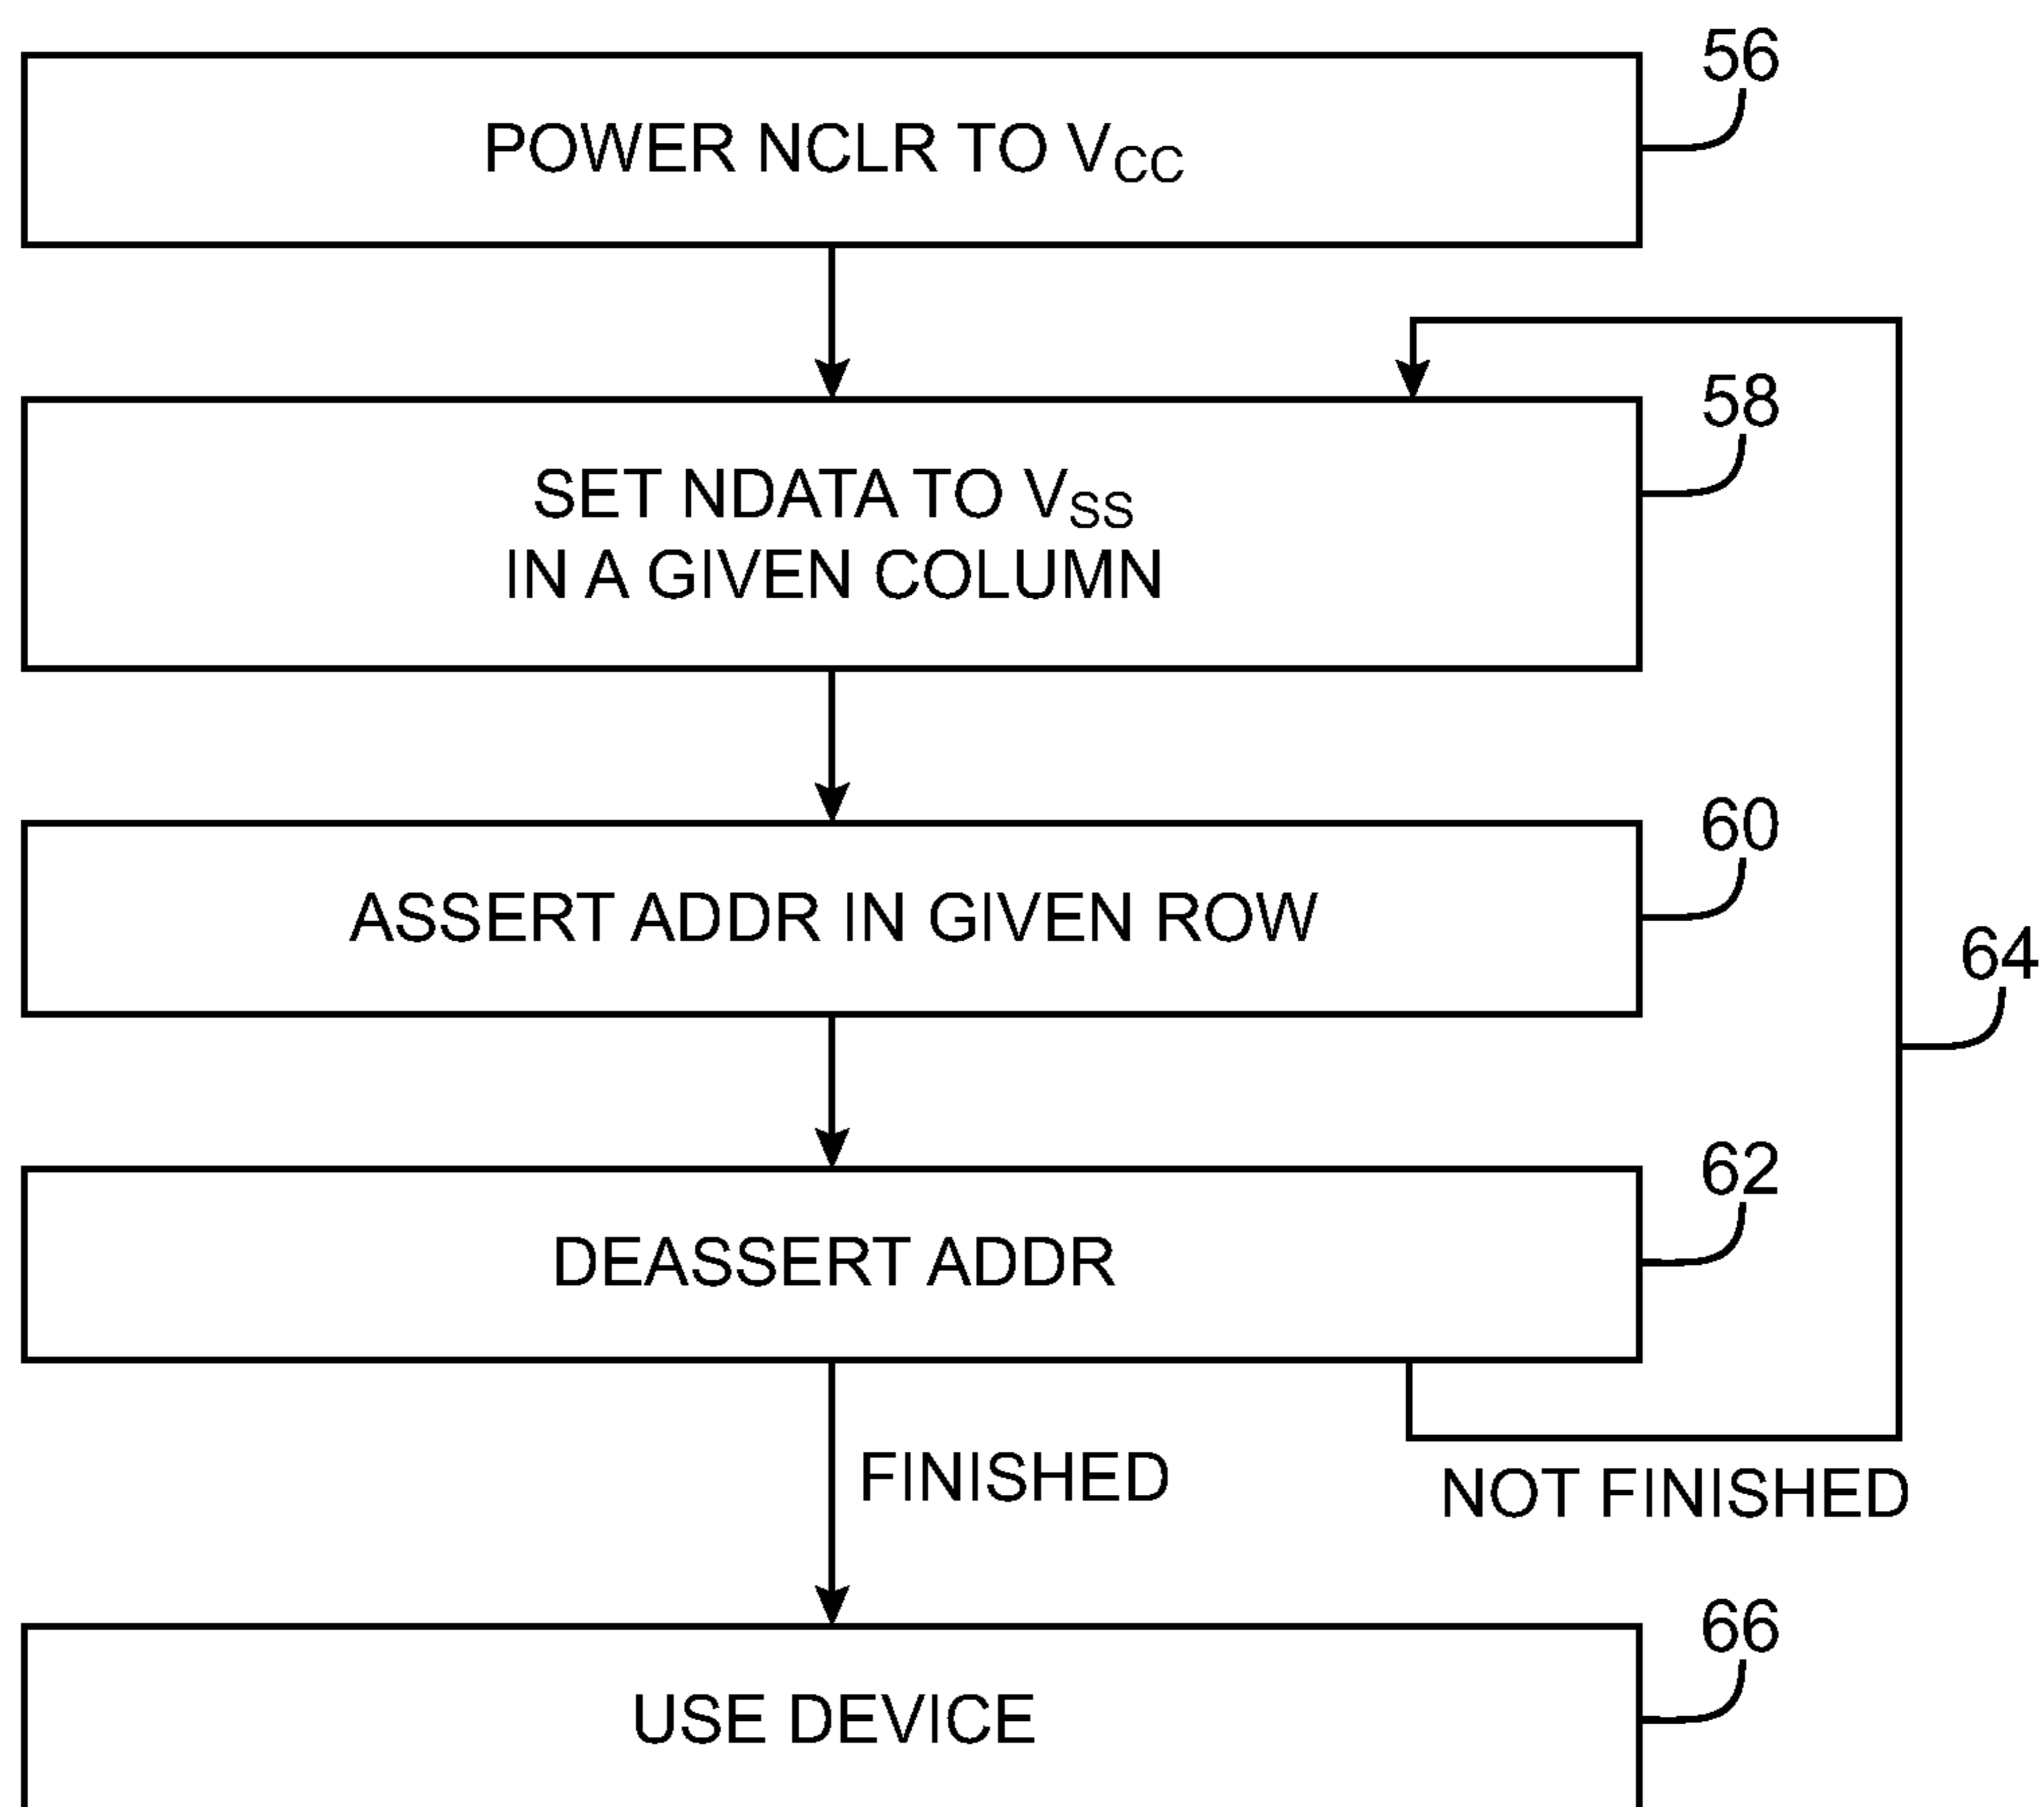 56
POWER NCLR TO VCC
58
SET NDATA TO VSS
IN A GIVEN COLUMN
60
ASSERT ADDR IN GIVEN ROW
64
62
DEASSERT ADDR
FINISHED
NOT FINISHED
66
USE DEVICE